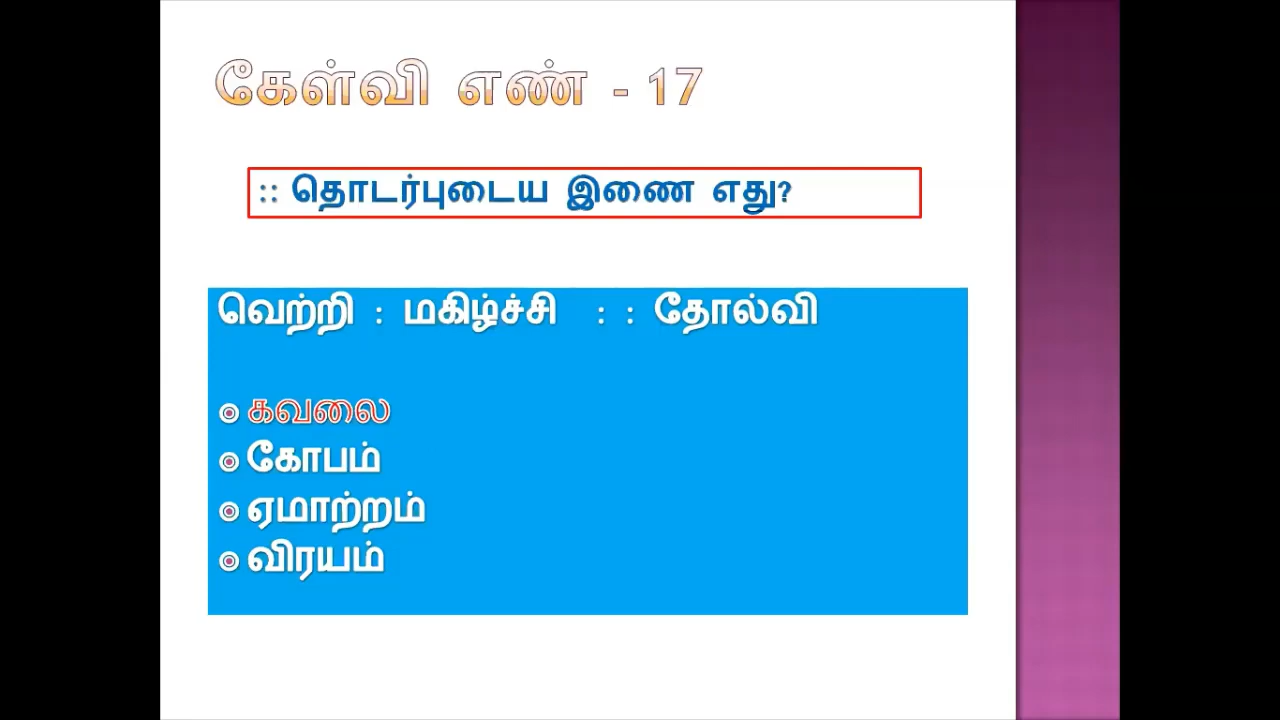 கேள்வி எண் - 17
:: தொடர்புடைய இணை எது?
வெற்றி : மகிழ்ச்சி : : தோல்வி
கவலை
கோபம்
ஏமாற்றம்
விரயம்